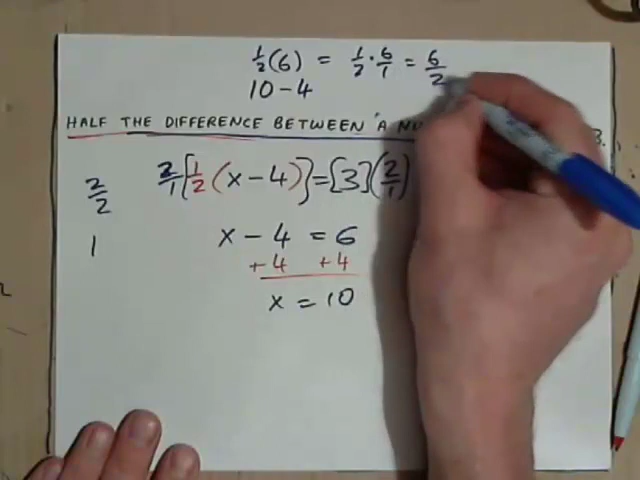 ½(6) = ½ · 6/1 = 6/2
10 - 4
HALF THE DIFFERENCE BETWEEN A
3.
2/1 [½ (x - 4)] = [3] (2/1)
2/2
x - 4 = 6
1
+4 +4
x = 10